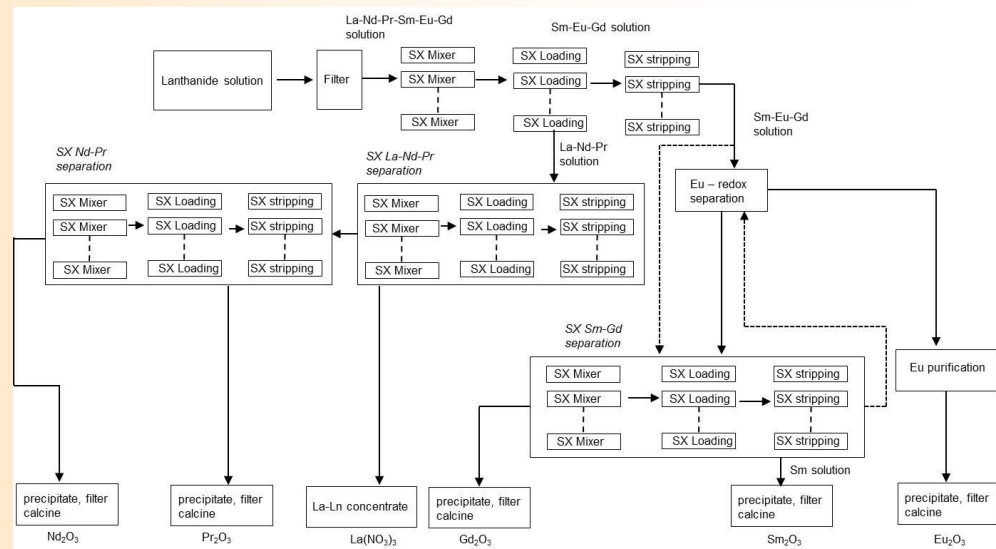 La-Nd-Pr-Sm-Eu-Gd
solution
Sm-Eu-Gd solution
Lanthanide solution
Filter
SX Mixer
SX Mixer
SX Mixer
SX Loading
SX Loading
SX Loading
SX stripping
SX stripping
SX stripping
Sm-Eu-Gd
solution
La-Nd-Pr
solution
SX Nd-Pr
separation
SX Mixer
SX Mixer
SX Mixer
SX Loading
SX Loading
SX Loading
SX stripping
SX stripping
SX stripping
SX La-Nd-Pr
separation
SX Mixer
SX Mixer
SX Mixer
SX Loading
SX Loading
SX Loading
SX stripping
SX stripping
SX stripping
Eu – redox
separation
SX Sm-Gd
separation
SX Mixer
SX Mixer
SX Mixer
SX Loading
SX Loading
SX Loading
SX stripping
SX stripping
SX stripping
Eu purification
Sm solution
precipitate, filter
calcine
Nd₂O₃
precipitate, filter
calcine
Pr₂O₃
La-Ln concentrate
La(NO₃)₃
precipitate, filter
calcine
Gd₂O₃
precipitate, filter
calcine
Sm₂O₃
precipitate, filter
calcine
Eu₂O₃